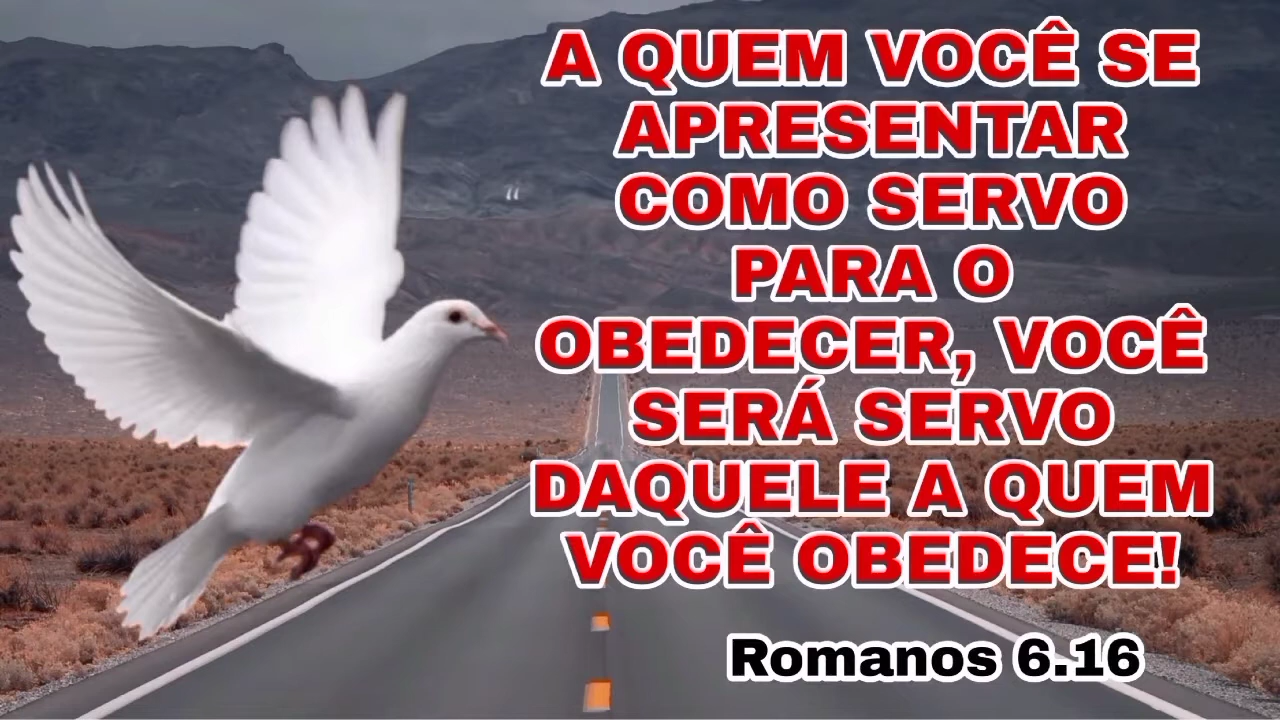 A QUEM VOCÊ SE
APRESENTAR
COMO SERVO
PARA O
OBEDECER, VOCÊ
SERÁ SERVO
DAQUELE A QUEM
VOCÊ OBEDECE!
Romanos 6.16